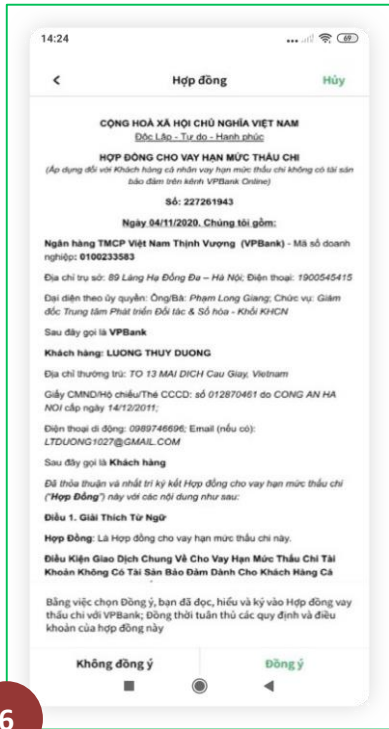 14:24
69
Hợp đồng
Hủy
CỘNG HOÀ XÃ HỘI CHỦ NGHĨA VIỆT NAM
Độc Lập - Tự do - Hạnh phúc
HỢP ĐỒNG CHO VAY HẠN MỨC THẤU CHI
(Áp dụng đối với Khách hàng cá nhân vay hạn mức thấu chi không có tài sản
bảo đảm trên kênh VPBank Online)
Số: 227261943
Ngày 04/11/2020, Chúng tôi gồm:
Ngân hàng TMCP Việt Nam Thịnh Vượng (VPBank) - Mã số doanh
nghiệp: 0100233583
Địa chỉ trụ sở: 89 Láng Hạ Đống Đa – Hà Nội; Điện thoại: 1900545415
Đại diện theo ủy quyền: Ông/Bà: Phạm Long Giang; Chức vụ: Giám
đốc Trung tâm Phát triển Đối tác & Số hóa - Khối KHCN
Sau đây gọi là VPBank
Khách hàng: LUONG THUY DUONG
Địa chỉ thường trú: TO 13 MAI DICH Cau Giay, Vietnam
Giấy CMND/Hộ chiếu/Thẻ CCCD: số 012870461 do CONG AN HA
NOI cấp ngày 14/12/2011;
Điện thoại di động: 0989746696; Email (nếu có):
LTDUONG1027@GMAIL.COM
Sau đây gọi là Khách hàng
Đã thỏa thuận và nhất trí ký kết Hợp đồng cho vay hạn mức thấu chi
("Hợp Đồng") này với các nội dung như sau:
Điều 1. Giải Thích Từ Ngữ
Hợp Đồng: Là Hợp đồng cho vay hạn mức thấu chi này.
Điều Kiện Giao Dịch Chung Về Cho Vay Hạn Mức Thấu Chi Tài
Khoản Không Có Tài Sản Bảo Đảm Dành Cho Khách Hàng Cá
Bằng việc chọn Đồng ý, bạn đã đọc, hiểu và ký vào Hợp đồng vay
thấu chi với VPBank; Đồng thời tuân thủ các quy định và điều
khoản của hợp đồng này
Không đồng ý
Đồng ý
6